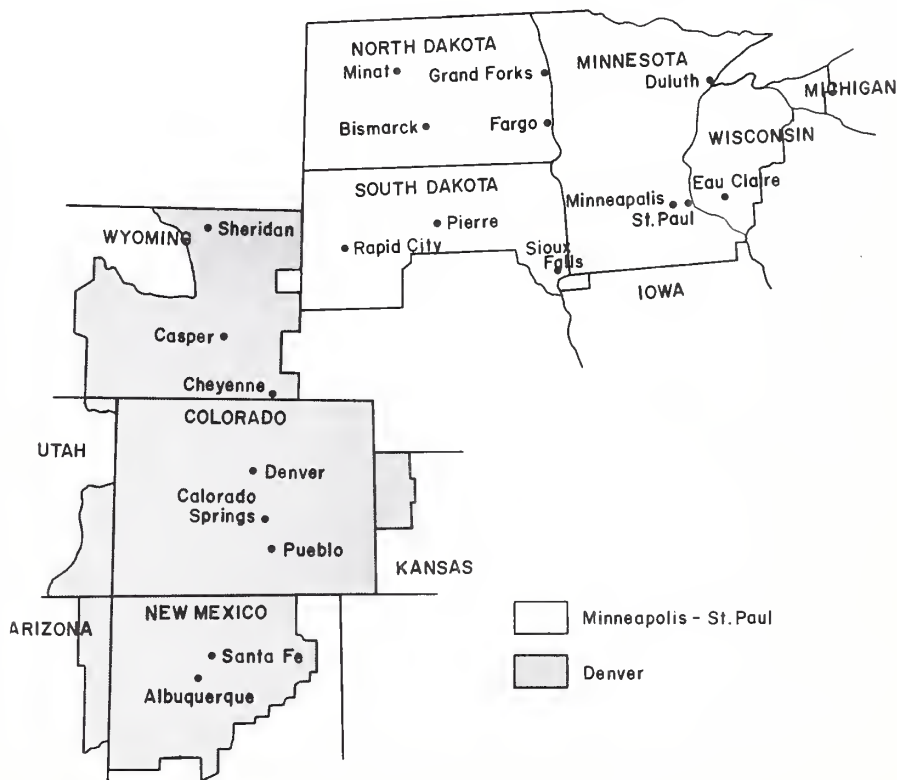 NORTH DAKOTA
Minat
Grand Forks
MINNESOTA
Duluth
MICHIGAN
Bismarck
Fargo
WISCONSIN
SOUTH DAKOTA
Eau Claire
Minneapalis
St. Paul
Pierre
Rapid City
Sioux
Falls
IOWA
WYOMING
Sheridan
Casper
Cheyenne
COLORADO
UTAH
Denver
Calorado
Springs
Pueblo
KANSAS
NEW MEXICO
ARIZONA
Santa Fe
Albuquerque
Minneapolis - St. Paul
Denver